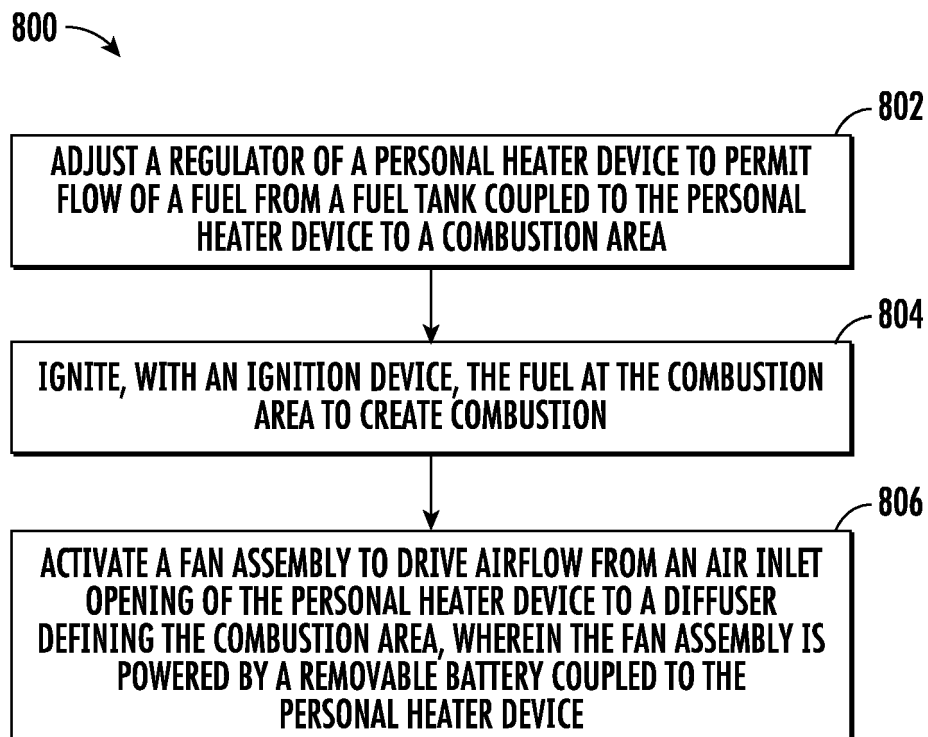 800
802
ADJUST A REGULATOR OF A PERSONAL HEATER DEVICE TO PERMIT
FLOW OF A FUEL FROM A FUEL TANK COUPLED TO THE PERSONAL
HEATER DEVICE TO A COMBUSTION AREA
804
IGNITE, WITH AN IGNITION DEVICE, THE FUEL AT THE COMBUSTION
AREA TO CREATE COMBUSTION
806
ACTIVATE A FAN ASSEMBLY TO DRIVE AIRFLOW FROM AN AIR INLET
OPENING OF THE PERSONAL HEATER DEVICE TO A DIFFUSER
DEFINING THE COMBUSTION AREA, WHEREIN THE FAN ASSEMBLY IS
POWERED BY A REMOVABLE BATTERY COUPLED TO THE
PERSONAL HEATER DEVICE